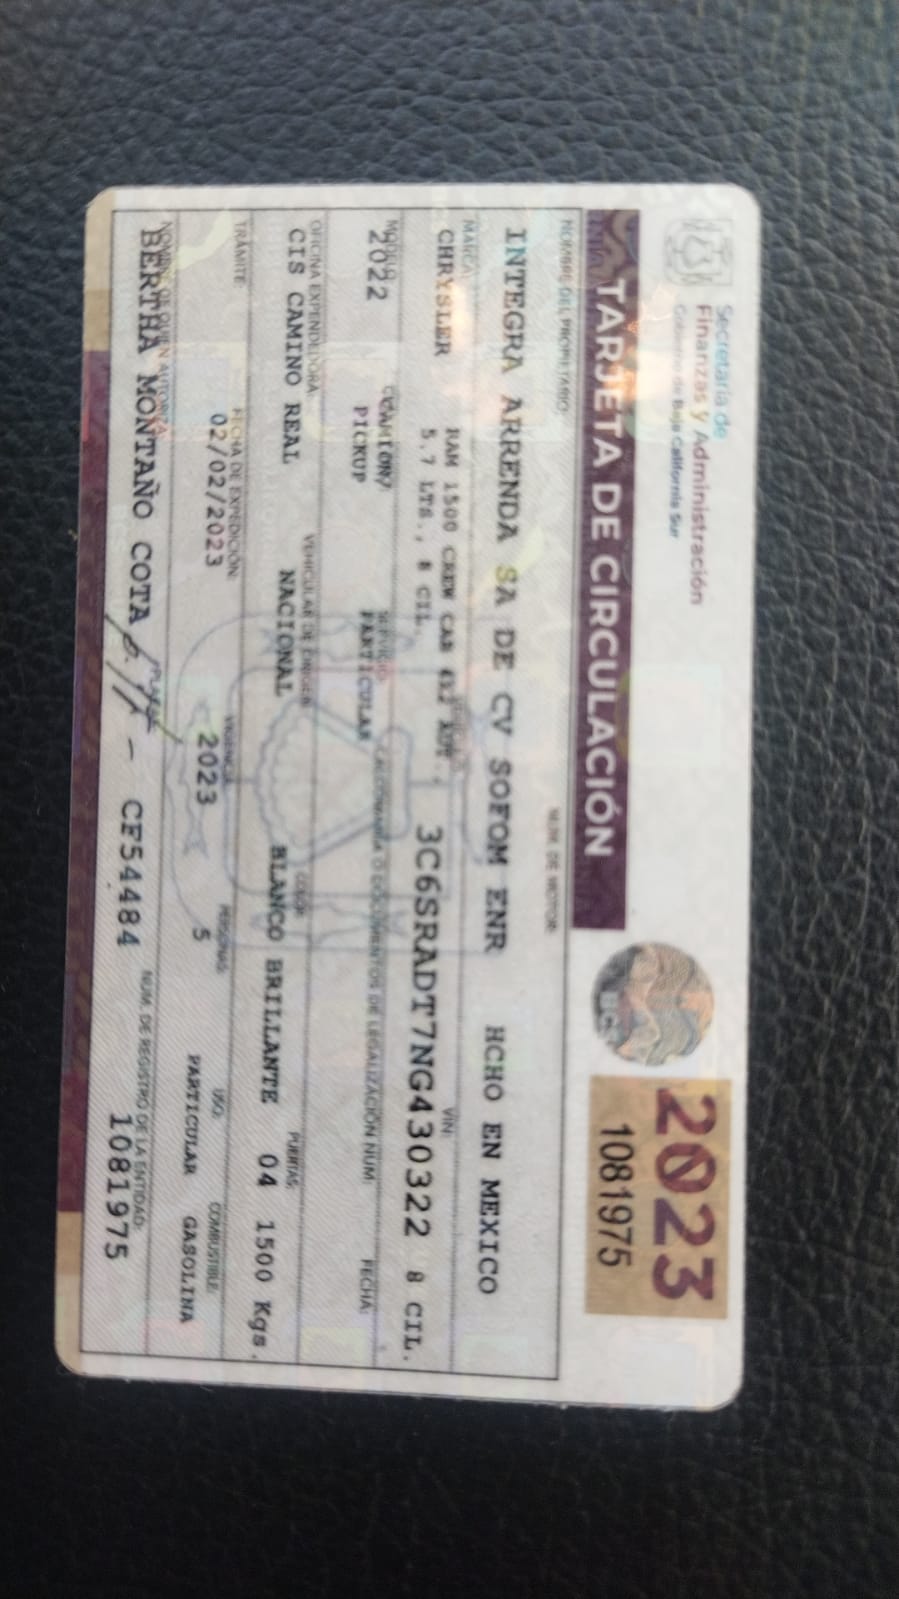 Secretaría de
Finanzas y Administración
Gobierno de Baja California Sur
2023
1081975
TARJETA DE CIRCULACIÓN
BCS
NOMBRE DEL PROPIETARIO: NUM. DE MOTOR:
INTEGRA ARRENDA SA DE CV SOFOM ENR HCHO EN MEXICO
MARCA: VIN:
CHRYSLER RAM 1500 CREW CAB 4X2 3C6SRADT7NG430322 8 CIL.
5.7 LTS., 8 CIL.
MODELO SERVICIO CALCOMANÍA O DOCUMENTOS DE LEGALIZACIÓN NUM: FECHA:
2022 PICKUP PARTICULAR
OFICINA EXPENDEDORA: VEHICULAR DE ORIGEN COLOR PUERTAS:
CIS CAMINO REAL NACIONAL BLANCO BRILLANTE 04 1500 Kgs.
TRÁMITE: FECHA DE EXPEDICIÓN: VIGENCIA PERSONAS: USO: COMBUSTIBLE:
02/02/2023 2023 5 PARTICULAR GASOLINA
NOMBRE DE QUIEN AUTORIZA: NUM. DE REGISTRO DE LA ENTIDAD:
BERTHA MONTAÑO COTA - CF54484 1081975